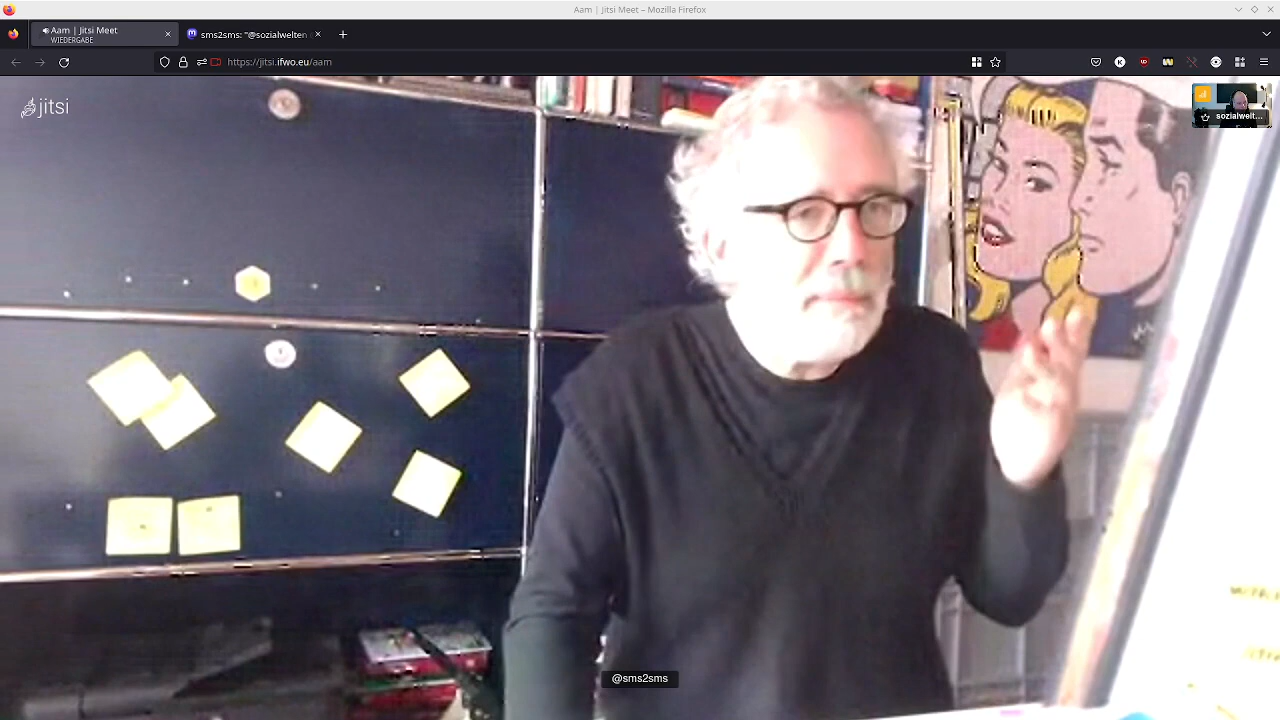 Aam | Jitsi Meet – Mozilla Firefox
Aam | Jitsi Meet
WIEDERGABE
sms2sms: "@sozialwelten
https://jitsi.ifwo.eu/aam
jitsi
sozialwelt...
@sms2sms